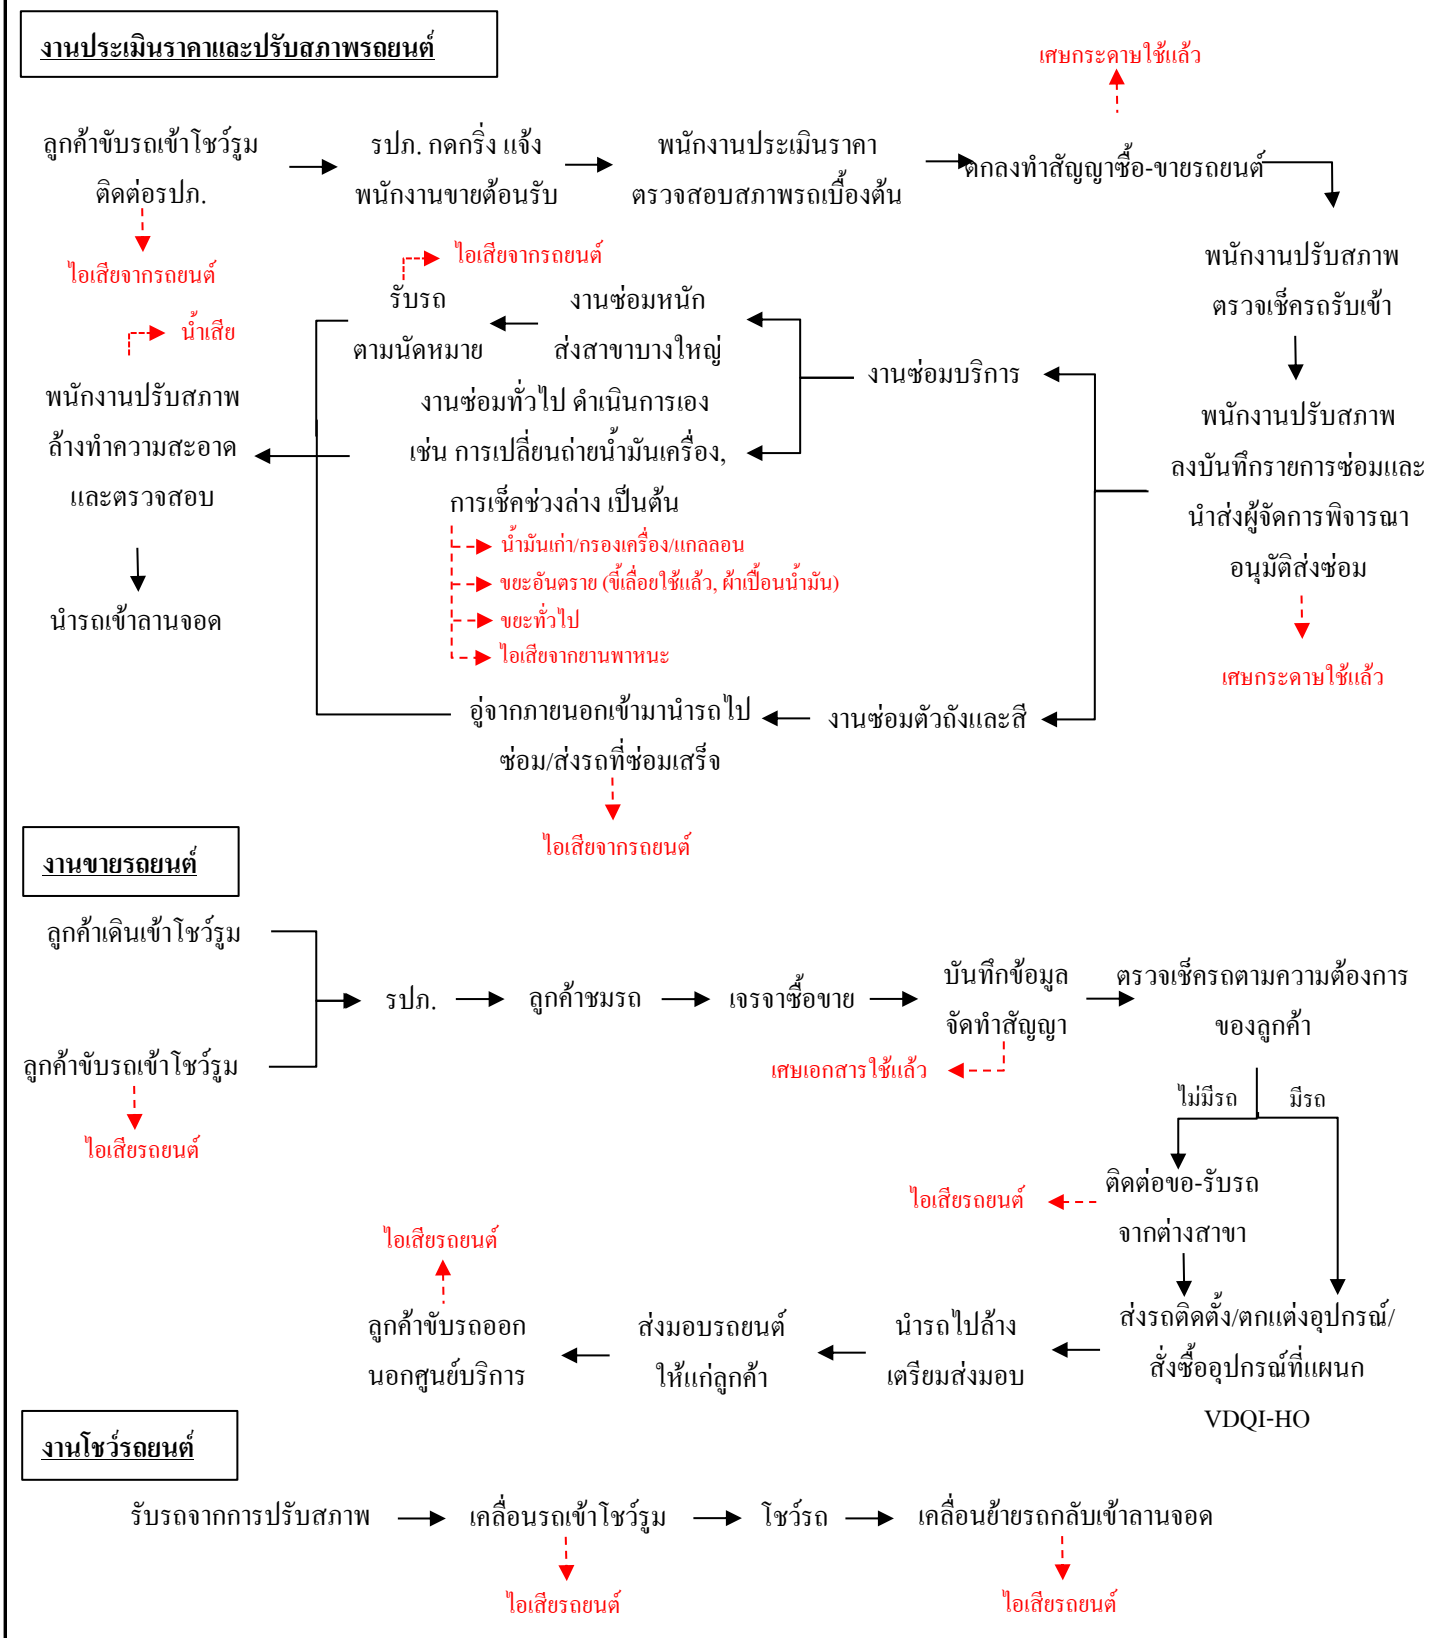 งานประเมินราคาและปรับสภาพรถยนต์
เศษกระดาษใช้แล้ว
ลูกค้าขับรถเข้าโชว์รูม
ติดต่อรปภ.
รปภ. กดกริ่ง แจ้ง
พนักงานขายต้อนรับ
พนักงานประเมินราคา
ตรวจสอบสภาพรถเบื้องต้น
ตกลงทำสัญญาซื้อ-ขายรถยนต์
ไอเสียจากรถยนต์
ไอเสียจากรถยนต์
พนักงานปรับสภาพ
ตรวจเช็ครถรับเข้า
รับรถ
ตามนัดหมาย
งานซ่อมหนัก
ส่งสาขาบางใหญ่
น้ำเสีย
งานซ่อมบริการ
พนักงานปรับสภาพ
ล้างทำความสะอาด
และตรวจสอบ
งานซ่อมทั่วไป ดำเนินการเอง
เช่น การเปลี่ยนถ่ายน้ำมันเครื่อง,
การเช็คช่วงล่าง เป็นต้น
พนักงานปรับสภาพ
ลงบันทึกรายการซ่อมและ
นำส่งผู้จัดการพิจารณา
อนุมัติส่งซ่อม
น้ำมันเก่า/กรองเครื่อง/แกลลอน
ขยะอันตราย (ขี้เลื่อยใช้แล้ว, ผ้าเปื้อนน้ำมัน)
ขยะทั่วไป
ไอเสียจากยานพาหนะ
นำรถเข้าลานจอด
เศษกระดาษใช้แล้ว
อู่จากภายนอกเข้ามานำรถไป
ซ่อม/ส่งรถที่ซ่อมเสร็จ
งานซ่อมตัวถังและสี
ไอเสียจากรถยนต์
งานขายรถยนต์
ลูกค้าเดินเข้าโชว์รูม
ลูกค้าขับรถเข้าโชว์รูม
รปภ.
ลูกค้าชมรถ
เจรจาซื้อขาย
บันทึกข้อมูล
จัดทำสัญญา
ตรวจเช็ครถตามความต้องการ
ของลูกค้า
เศษเอกสารใช้แล้ว
ไม่มีรถ
มีรถ
ไอเสียรถยนต์
ไอเสียรถยนต์
ติดต่อขอ-รับรถ
จากต่างสาขา
ไอเสียรถยนต์
ลูกค้าขับรถออก
นอกศูนย์บริการ
ส่งมอบรถยนต์
ให้แก่ลูกค้า
นำรถไปล้าง
เตรียมส่งมอบ
ส่งรถติดตั้ง/ตกแต่งอุปกรณ์/
สั่งซื้ออุปกรณ์ที่แผนก
VDQI-HO
งานโชว์รถยนต์
รับรถจากการปรับสภาพ
เคลื่อนรถเข้าโชว์รูม
โชว์รถ
เคลื่อนย้ายรถกลับเข้าลานจอด
ไอเสียรถยนต์
ไอเสียรถยนต์